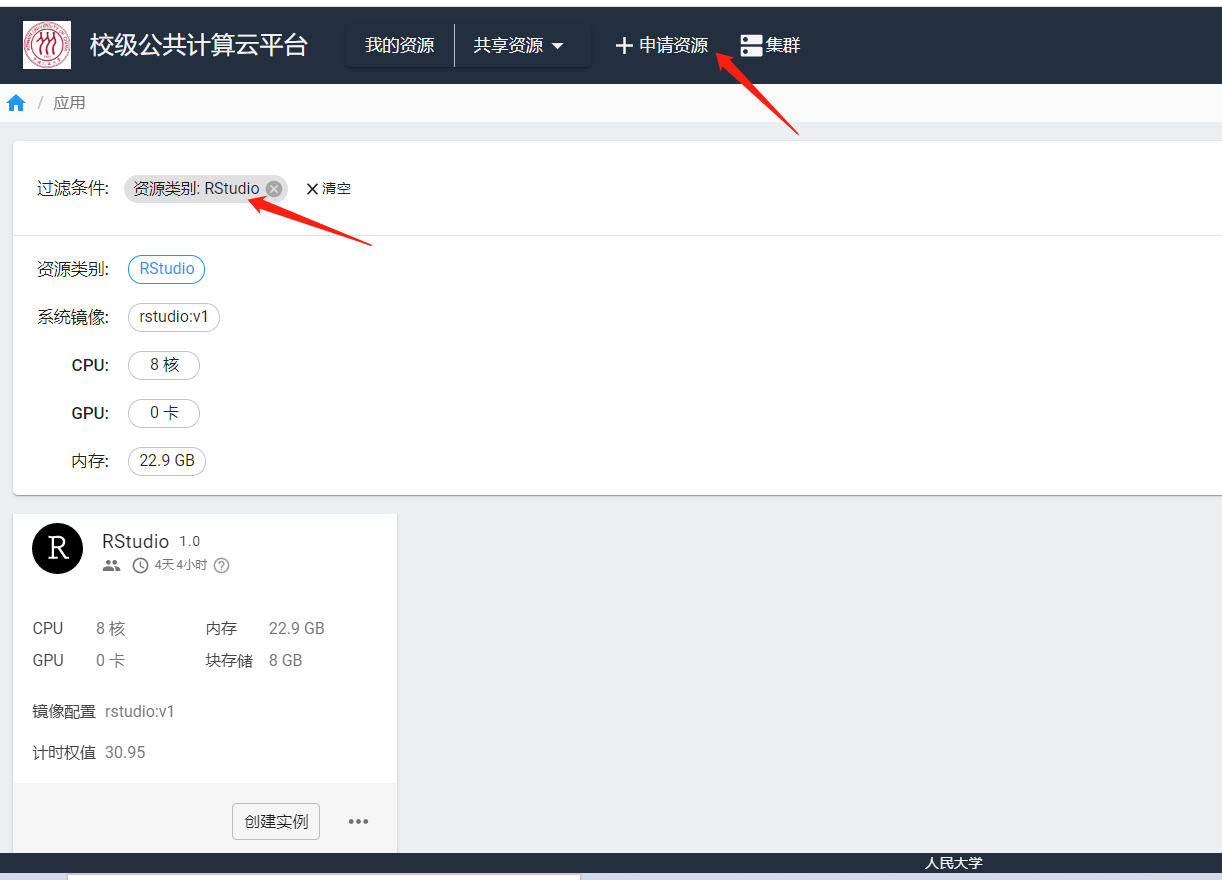 校级公共计算云平台 我的资源 共享资源 申请资源 集群
/ 应用
过滤条件: 资源类别: RStudio 清空
资源类别: RStudio
系统镜像: rstudio:v1
CPU: 8 核
GPU: 0 卡
内存: 22.9 GB
R RStudio 1.0
4天 4小时
CPU 8 核 内存 22.9 GB
GPU 0 卡 块存储 8 GB
镜像配置 rstudio:v1
计时权值 30.95
创建实例
人民大学